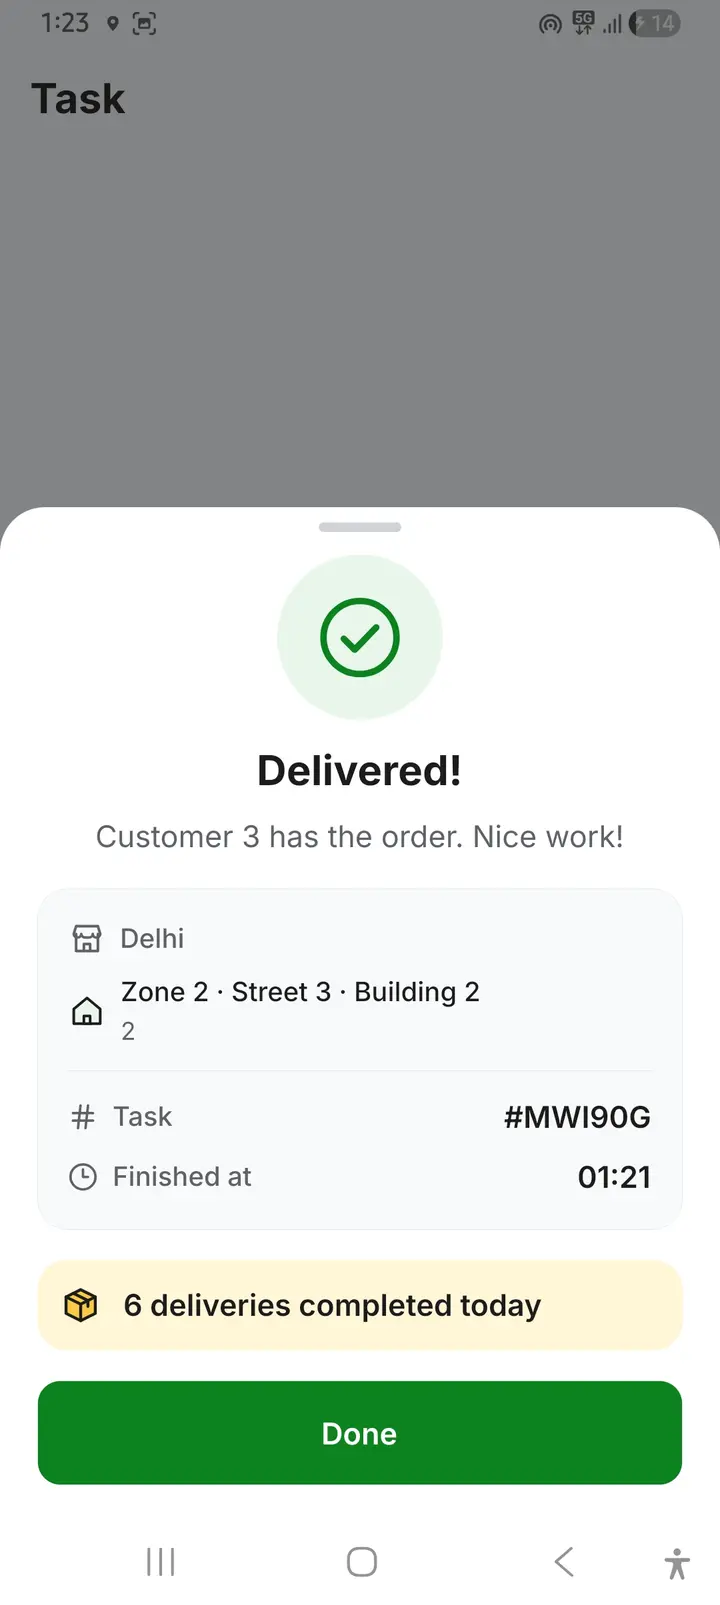 1:23
5G
14
Task
Delivered!
Customer 3 has the order. Nice work!
Delhi
Zone 2 · Street 3 · Building 2
2
Task
#MWI90G
Finished at
01:21
6 deliveries completed today
Done